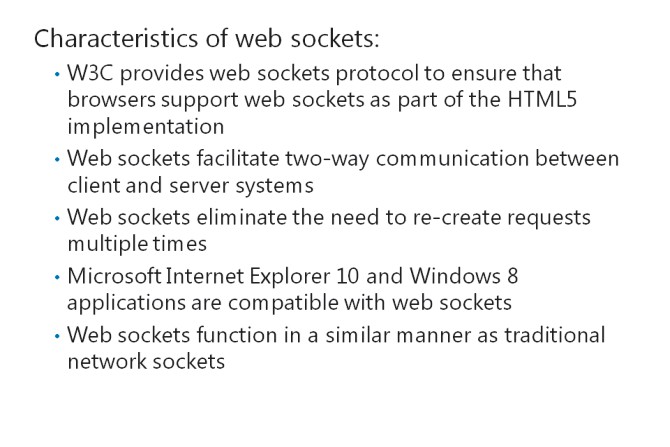 Characteristics of web sockets:
• W3C provides web sockets protocol to ensure that
browsers support web sockets as part of the HTML5
implementation
• Web sockets facilitate two-way communication between
client and server systems
• Web sockets eliminate the need to re-create requests
multiple times
• Microsoft Internet Explorer 10 and Windows 8
applications are compatible with web sockets
• Web sockets function in a similar manner as traditional
network sockets